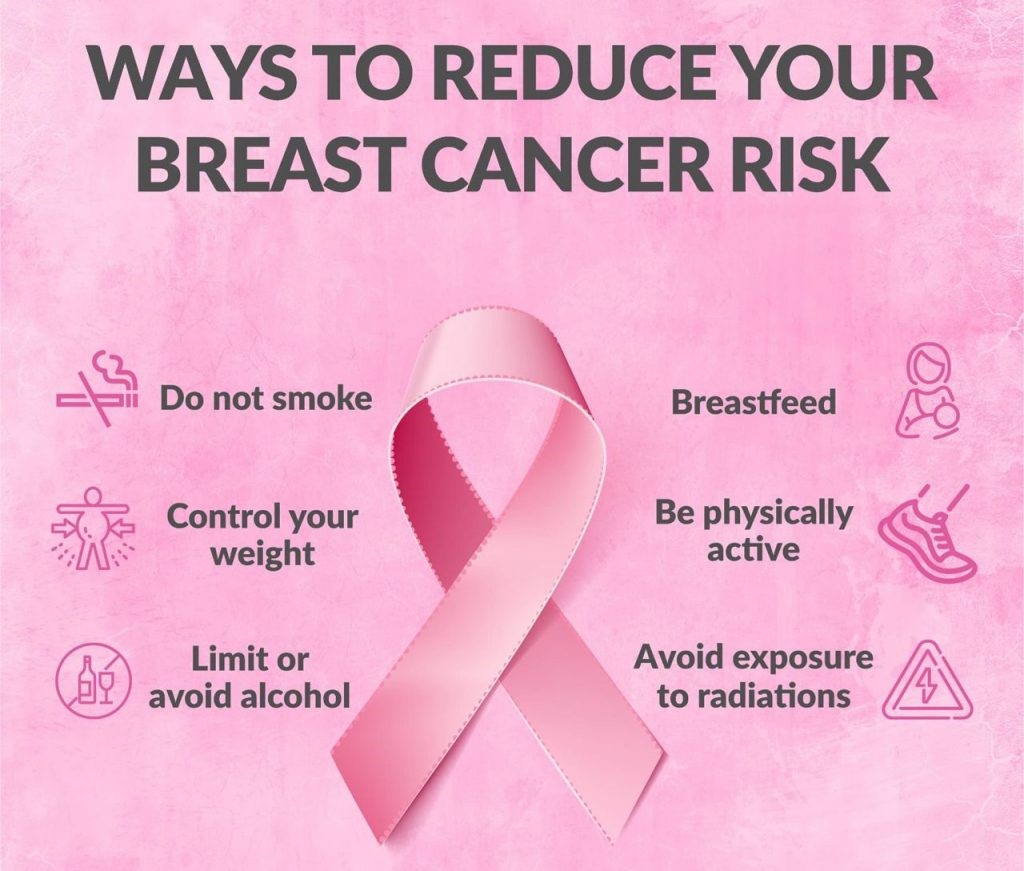 WAYS TO REDUCE YOUR
BREAST CANCER RISK
Do not smoke
Control your
weight
Limit or
avoid alcohol
Breastfeed
Be physically
active
Avoid exposure
to radiations